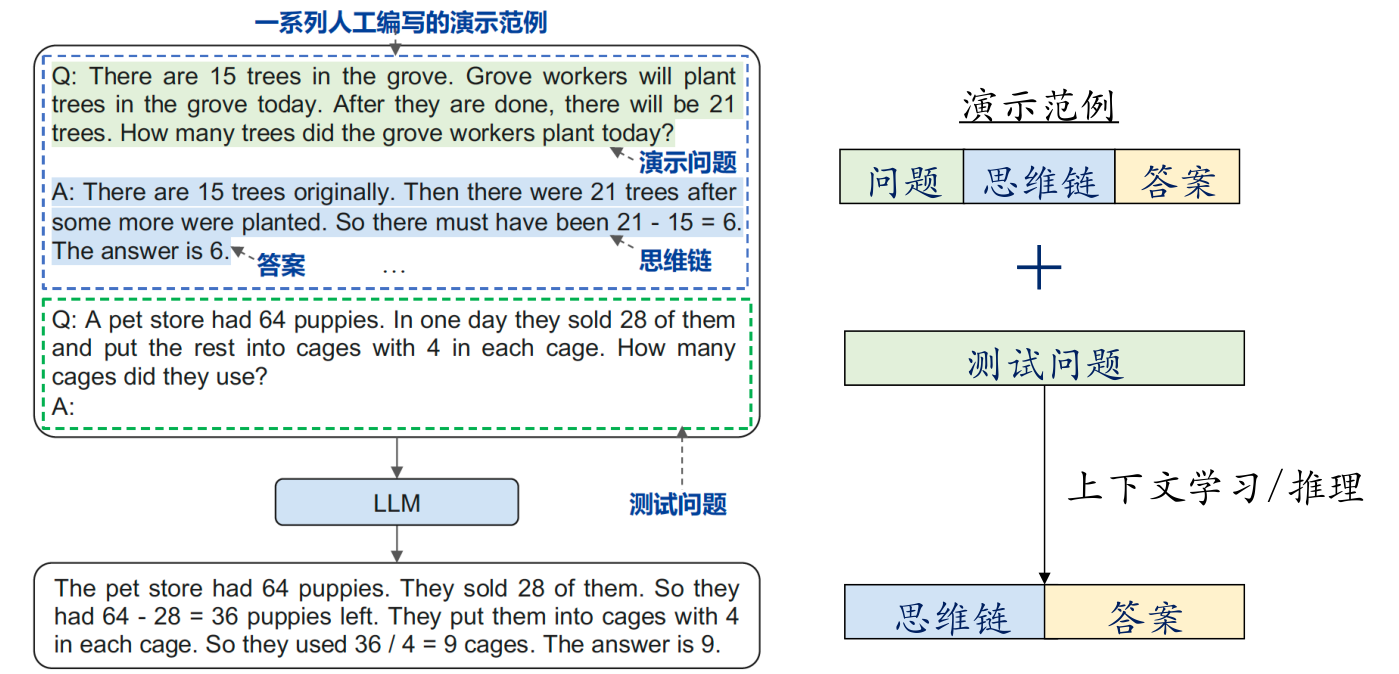 一系列人工编写的演示范例
Q: There are 15 trees in the grove. Grove workers will plant
trees in the grove today. After they are done, there will be 21
trees. How many trees did the grove workers plant today?
演示问题
A: There are 15 trees originally. Then there were 21 trees after
some more were planted. So there must have been 21 - 15 = 6.
The answer is 6.
答案
...
思维链
Q: A pet store had 64 puppies. In one day they sold 28 of them
and put the rest into cages with 4 in each cage. How many
cages did they use?
A:
LLM
测试问题
The pet store had 64 puppies. They sold 28 of them. So they
had 64 - 28 = 36 puppies left. They put them into cages with 4
in each cage. So they used 36 / 4 = 9 cages. The answer is 9.
演示范例
问题 思维链 答案
+
测试问题
上下文学习/推理
思维链 答案